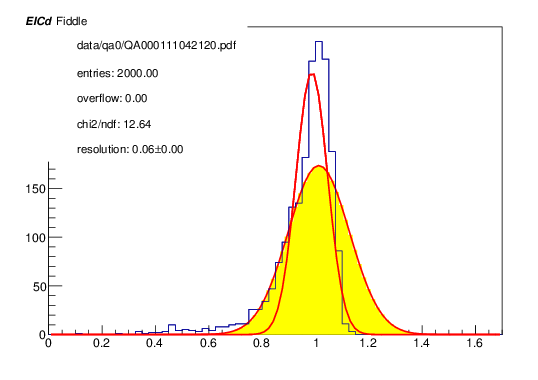 EICd Fiddle
data/qa0/QA000111042120.pdf
entries: 2000.00
overflow: 0.00
chi2/ndf: 12.64
resolution: 0.06±0.00
150
100
50
0
0 0.2 0.4 0.6 0.8 1 1.2 1.4 1.6